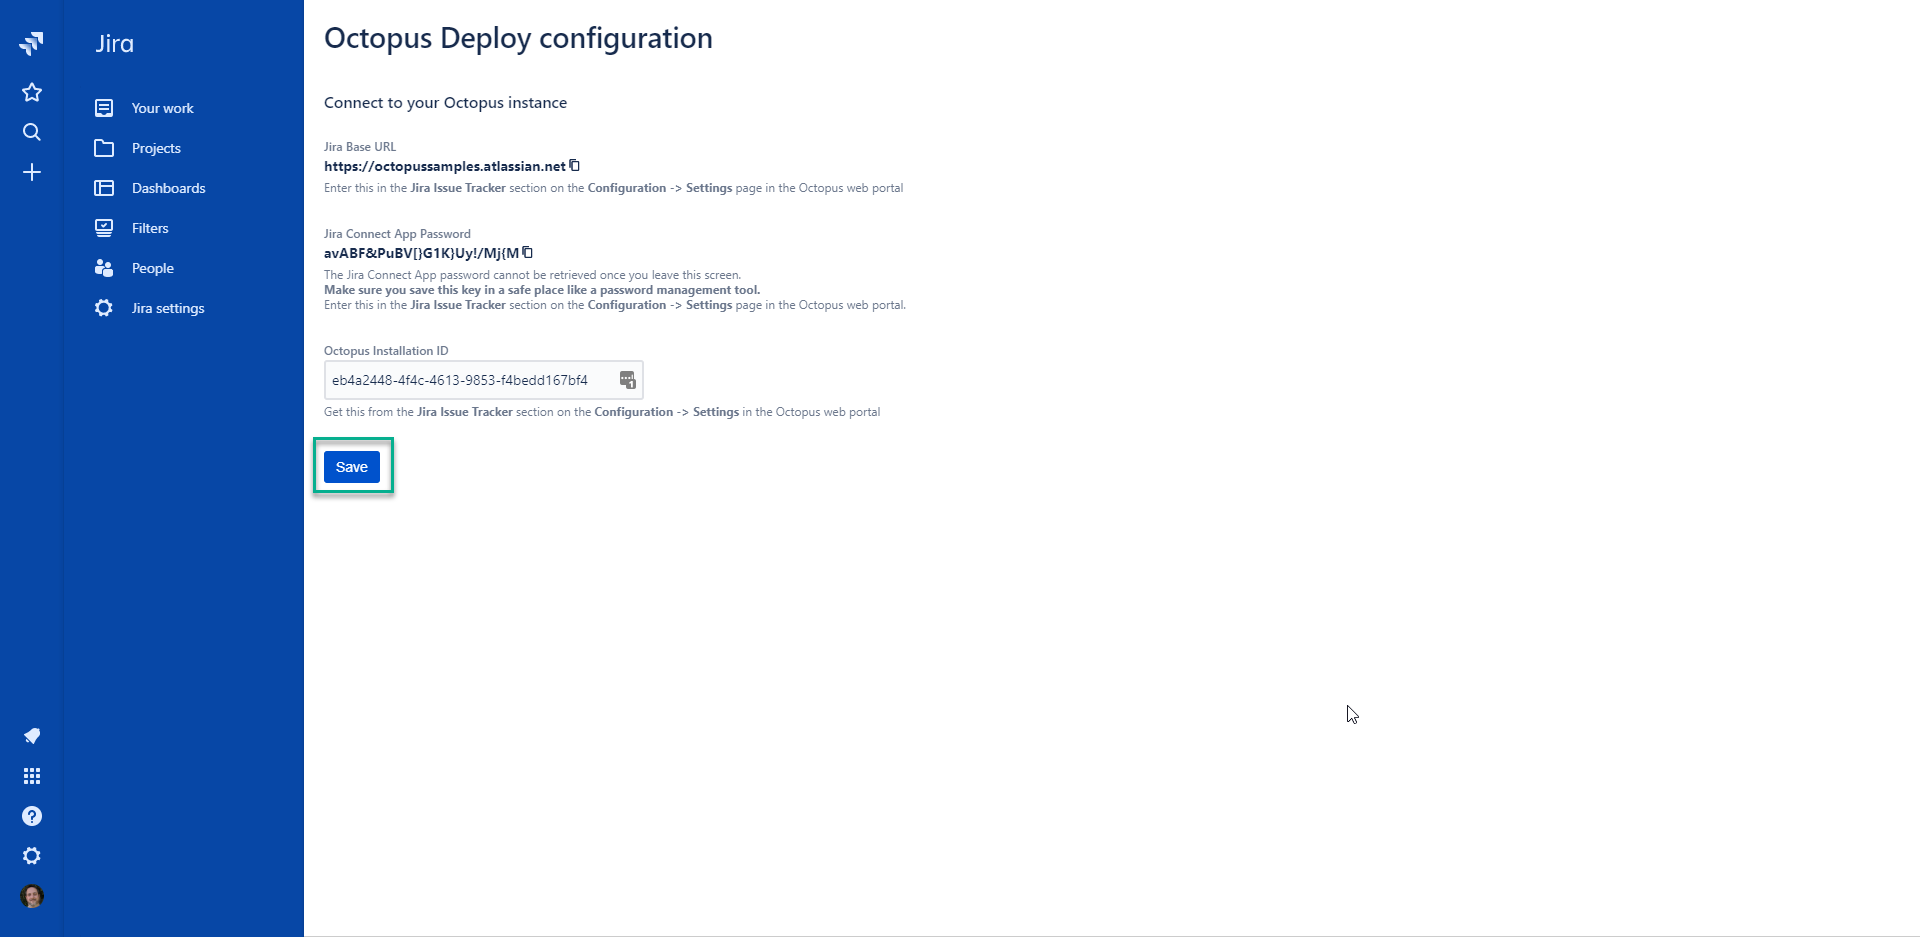 Jira
Your work
Projects
Dashboards
Filters
People
Jira settings
Octopus Deploy configuration
Connect to your Octopus instance
Jira Base URL
https://octopussamples.atlassian.net
Enter this in the Jira Issue Tracker section on the Configuration -> Settings page in the Octopus web portal
Jira Connect App Password
avABF&PuBV[}G1K}Uy!/Mj{M
The Jira Connect App password cannot be retrieved once you leave this screen.
Make sure you save this key in a safe place like a password management tool.
Enter this in the Jira Issue Tracker section on the Configuration -> Settings page in the Octopus web portal.
Octopus Installation ID
eb4a2448-4f4c-4613-9853-f4bedd167bf4
1
Get this from the Jira Issue Tracker section on the Configuration -> Settings in the Octopus web portal
Save
?